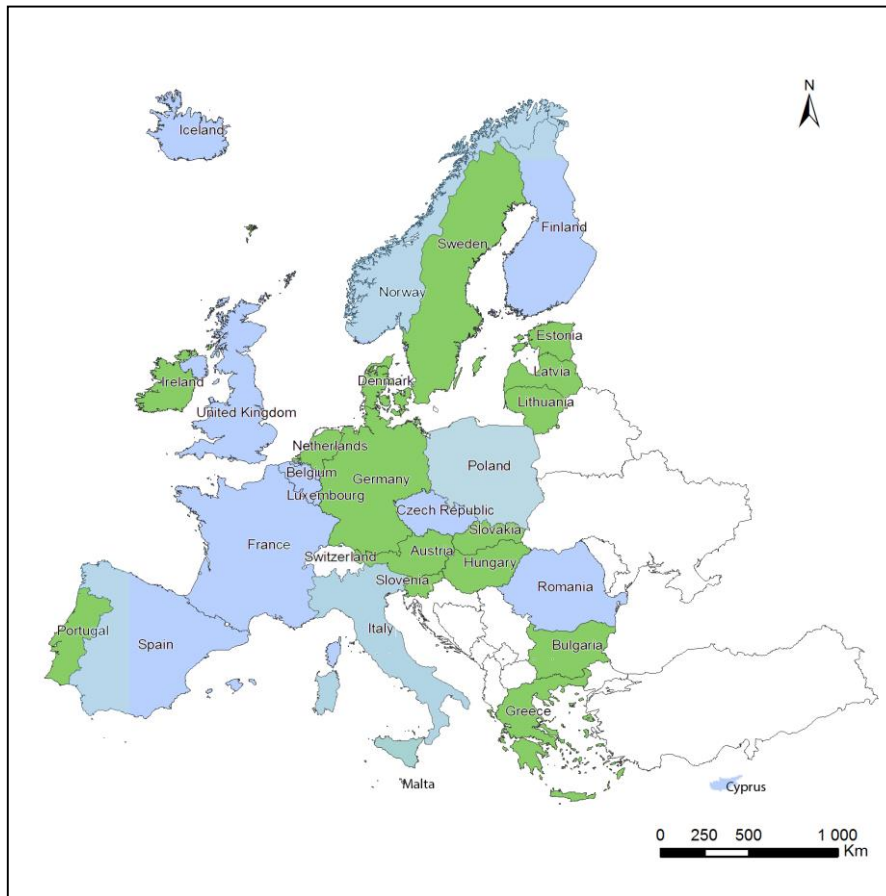 N
Iceland
Finland
Sweden
Norway
Estonia
Latvia
Lithuania
Denmark
Ireland
United Kingdom
Netherlands
Belgium
Luxembourg
Germany
Poland
Czech Republic
Slovakia
France
Switzerland
Austria
Hungary
Slovenia
Romania
Italy
Portugal
Spain
Bulgaria
Greece
Malta
Cyprus
0 250 500 1 000
Km